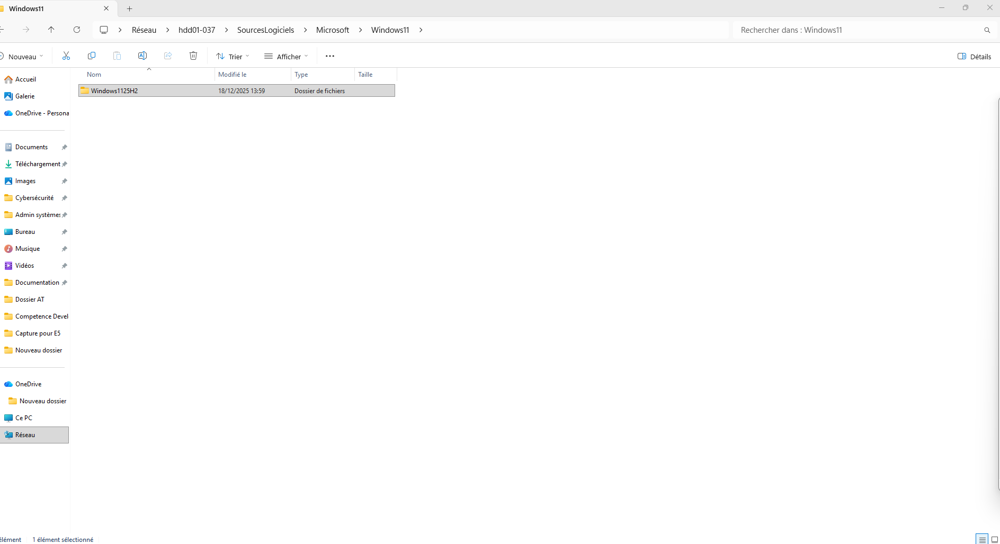 Windows11
Réseau > hdd01-037 > SourcesLogiciels > Microsoft > Windows11 >
Rechercher dans : Windows11
Nouveau
Trier
Afficher
Détails
Nom Modifié le Type Taille
Windows1125H2 18/12/2025 13:59 Dossier de fichiers
Accueil
Galerie
OneDrive - Persona
Documents
Téléchargement
Images
Cybersécurité
Admin systèmes
Bureau
Musique
Vidéos
Documentation
Dossier AT
Competence Devel
Capture pour E5
Nouveau dossier
OneDrive
Nouveau dossier
Ce PC
Réseau
élément 1 élément sélectionné